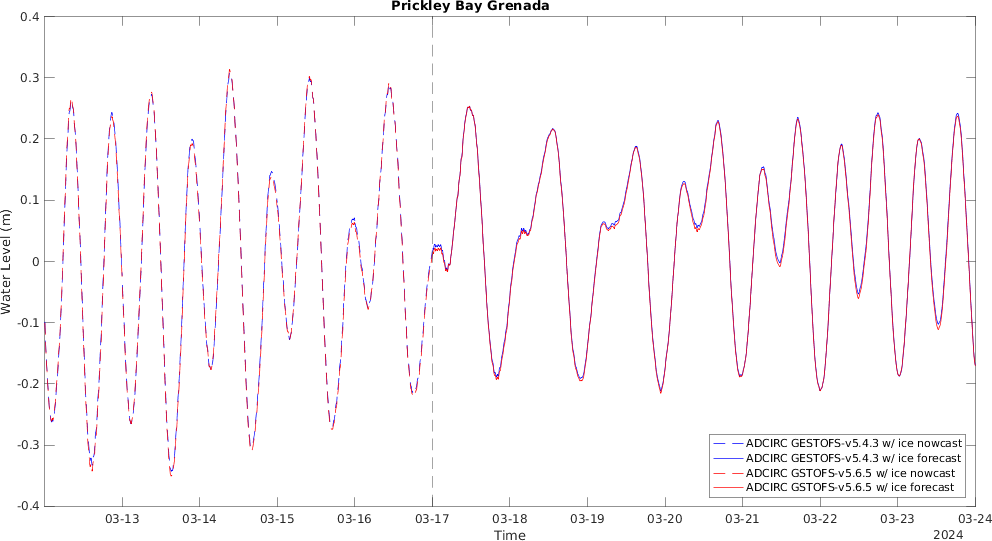 Prickley Bay Grenada
0.4
0.3
0.2
0.1
0
-0.1
-0.2
-0.3
-0.4
Water Level (m)
03-13 03-14 03-15 03-16 03-17 03-18 03-19 03-20 03-21 03-22 03-23 03-24
Time
2024
ADCIRC GESTOFS-v5.4.3 w/ ice nowcast
ADCIRC GESTOFS-v5.4.3 w/ ice forecast
ADCIRC GSTOFS-v5.6.5 w/ ice nowcast
ADCIRC GSTOFS-v5.6.5 w/ ice forecast